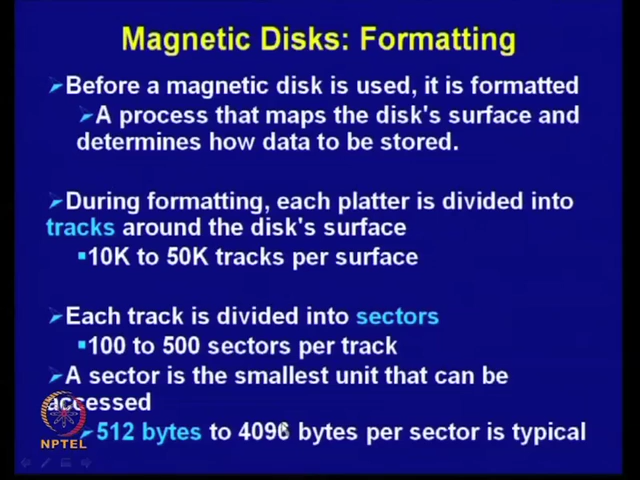 Magnetic Disks: Formatting
Before a magnetic disk is used, it is formatted
A process that maps the disk's surface and
determines how data to be stored.
During formatting, each platter is divided into
tracks around the disk's surface
10K to 50K tracks per surface
Each track is divided into sectors
100 to 500 sectors per track
A sector is the smallest unit that can be
accessed
512 bytes to 4096 bytes per sector is typical
NPTEL